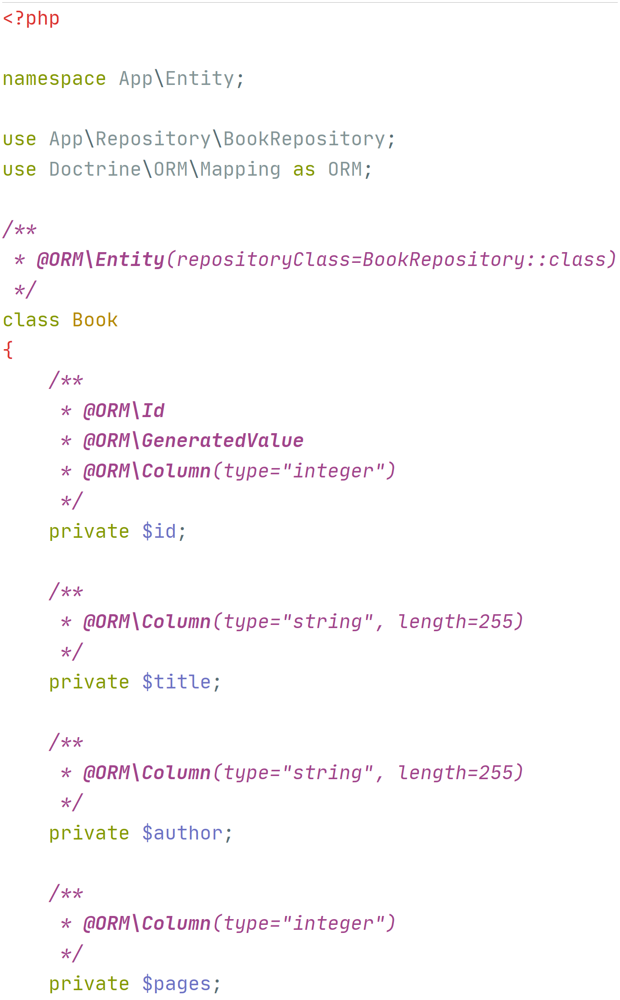 <?php
namespace App\Entity;
use App\Repository\BookRepository;
use Doctrine\ORM\Mapping as ORM;
/**
 * @ORM\Entity(repositoryClass=BookRepository::class)
 */
class Book
{
    /**
     * @ORM\Id
     * @ORM\GeneratedValue
     * @ORM\Column(type="integer")
     */
    private $id;
    /**
     * @ORM\Column(type="string", length=255)
     */
    private $title;
    /**
     * @ORM\Column(type="string", length=255)
     */
    private $author;
    /**
     * @ORM\Column(type="integer")
     */
    private $pages;